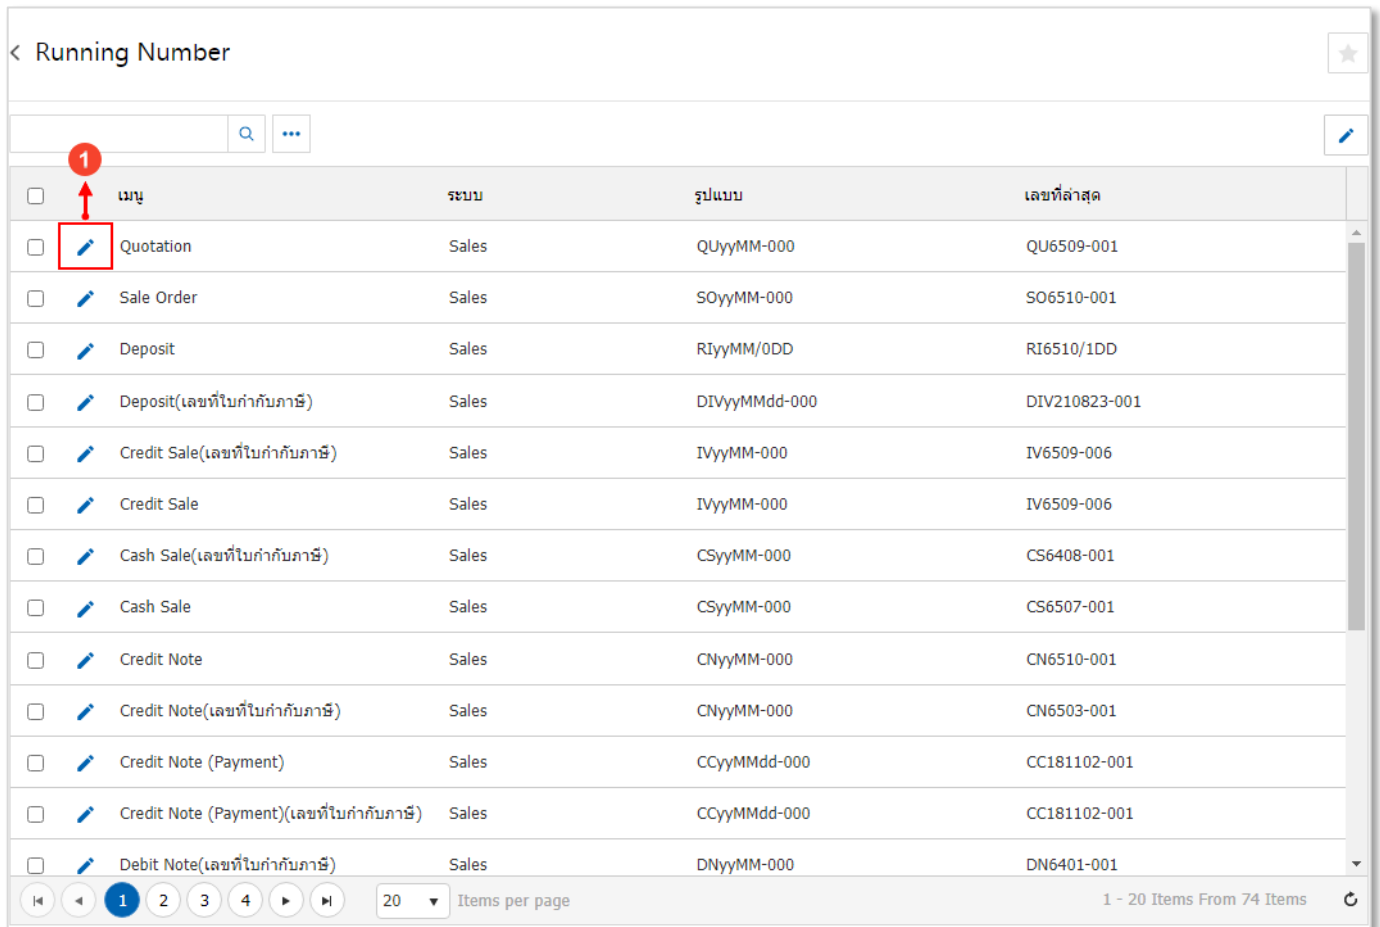 Running Number
1
เมนู ระบบ รูปแบบ เลขที่ล่าสุด
Quotation Sales QUyyMM-000 QU6509-001
Sale Order Sales SOyyMM-000 SO6510-001
Deposit Sales RIyyMM/0DD RI6510/1DD
Deposit(เลขที่ใบกำกับภาษี) Sales DIVyyMMdd-000 DIV210823-001
Credit Sale(เลขที่ใบกำกับภาษี) Sales IVyyMM-000 IV6509-006
Credit Sale Sales IVyyMM-000 IV6509-006
Cash Sale(เลขที่ใบกำกับภาษี) Sales CSyyMM-000 CS6408-001
Cash Sale Sales CSyyMM-000 CS6507-001
Credit Note Sales CNyyMM-000 CN6510-001
Credit Note(เลขที่ใบกำกับภาษี) Sales CNyyMM-000 CN6503-001
Credit Note (Payment) Sales CCyyMMdd-000 CC181102-001
Credit Note (Payment)(เลขที่ใบกำกับภาษี) Sales CCyyMMdd-000 CC181102-001
Debit Note(เลขที่ใบกำกับภาษี) Sales DNyyMM-000 DN6401-001
1 2 3 4 20 Items per page 1 - 20 Items From 74 Items